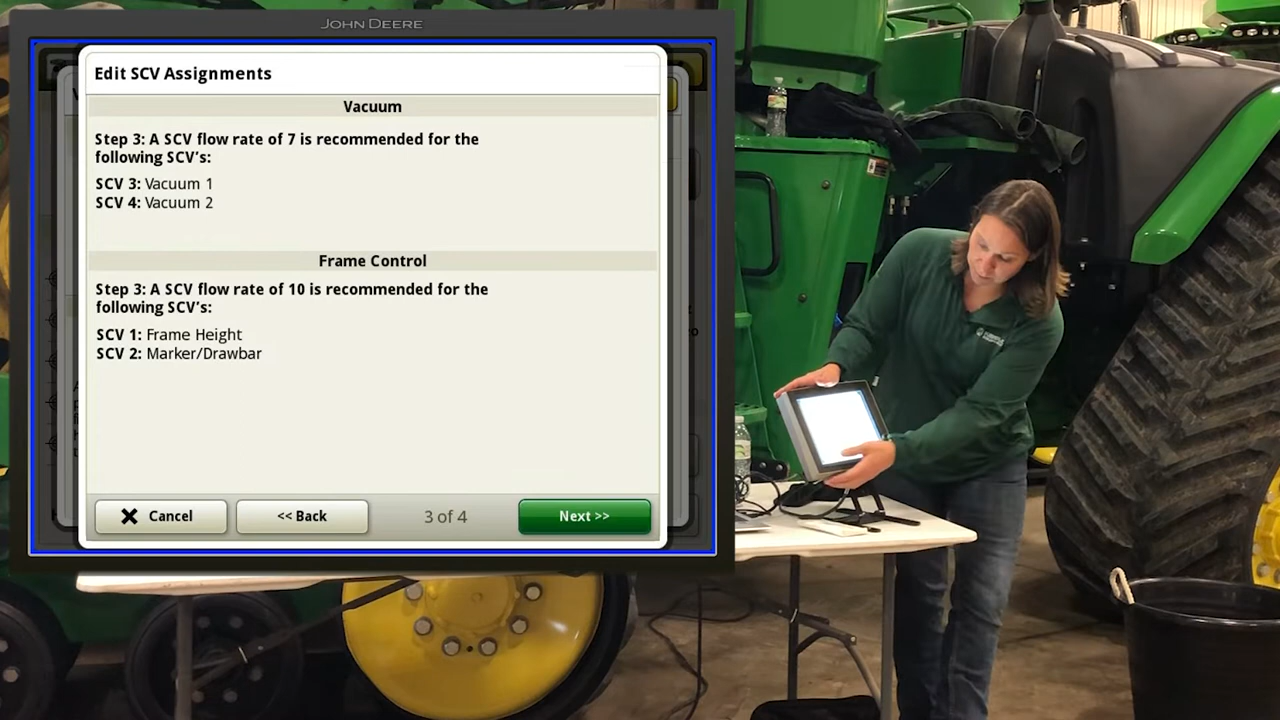 JOHN DEERE
Edit SCV Assignments
Vacuum
Step 3: A SCV flow rate of 7 is recommended for the
following SCV's:
SCV 3: Vacuum 1
SCV 4: Vacuum 2
Frame Control
Step 3: A SCV flow rate of 10 is recommended for the
following SCV's:
SCV 1: Frame Height
SCV 2: Marker/Drawbar
Cancel
<< Back
3 of 4
Next >>